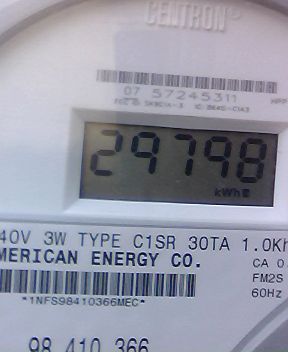 CENTRON®
07 57245311
HPP
29798
kWh
40V 3W TYPE C1SR 30TA 1.0Kh
MERICAN ENERGY CO.
CA 0.
FM2S
60Hz
*1NFS98410366MEC*
98 410 366